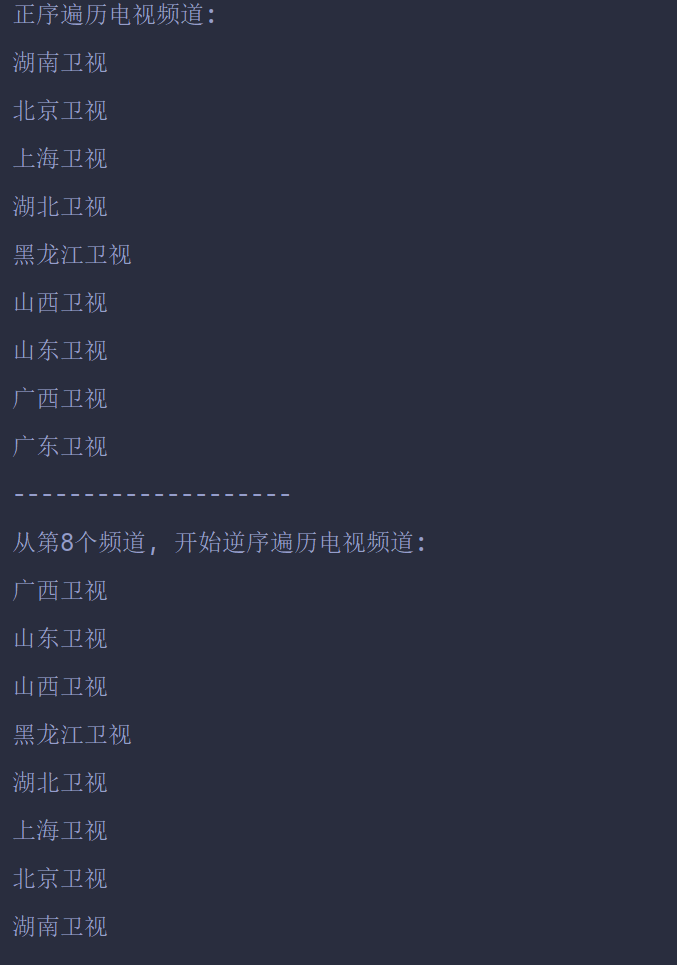 正序遍历电视频道：
湖南卫视
北京卫视
上海卫视
湖北卫视
黑龙江卫视
山西卫视
山东卫视
广西卫视
广东卫视
--------------------
从第8个频道，开始逆序遍历电视频道：
广西卫视
山东卫视
山西卫视
黑龙江卫视
湖北卫视
上海卫视
北京卫视
湖南卫视